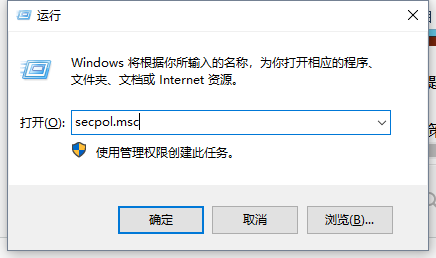 运行
Windows 将根据你所输入的名称，为你打开相应的程序、
文件夹、文档或 Internet 资源。
打开(O):
secpol.msc
使用管理权限创建此任务。
确定
取消
浏览(B)...